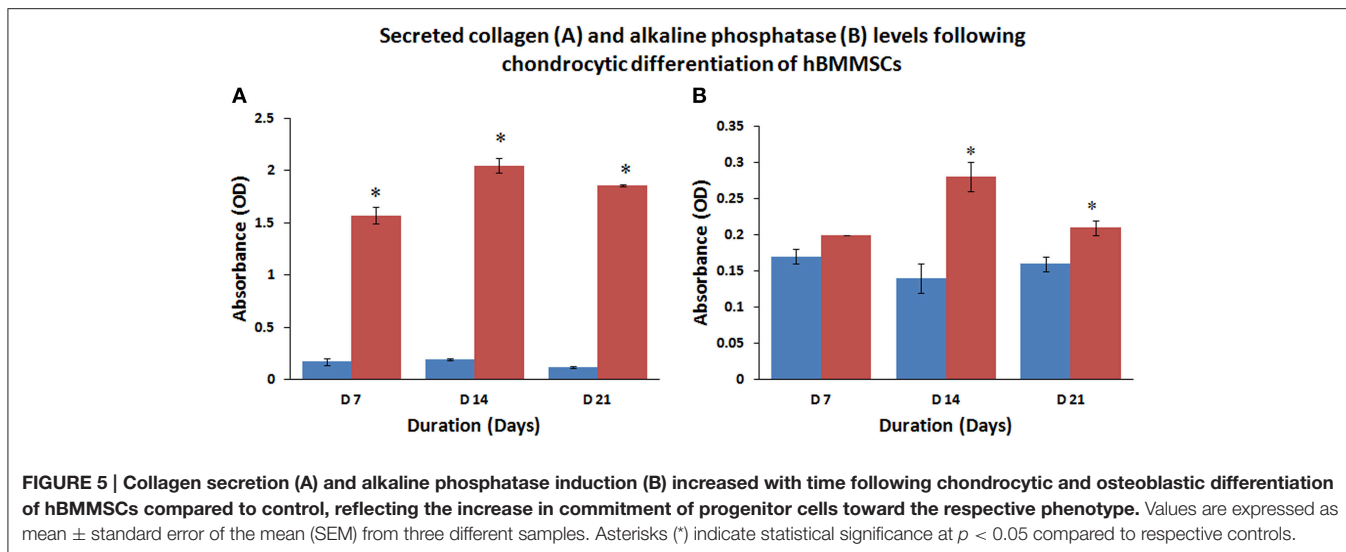 Secreted collagen (A) and alkaline phosphatase (B) levels following
chondrocytic differentiation of hBMMSCs
A
Absorbance (OD)
2.5
2
1.5
1
0.5
0
*
*
*
D 7
D 14
D 21
Duration (Days)
B
Absorbance (OD)
0.35
0.3
0.25
0.2
0.15
0.1
0.05
0
*
*
D 7
D 14
D 21
Duration (Days)
FIGURE 5 | Collagen secretion (A) and alkaline phosphatase induction (B) increased with time following chondrocytic and osteoblastic differentiation
of hBMMSCs compared to control, reflecting the increase in commitment of progenitor cells toward the respective phenotype. Values are expressed as
mean ± standard error of the mean (SEM) from three different samples. Asterisks (*) indicate statistical significance at p < 0.05 compared to respective controls.